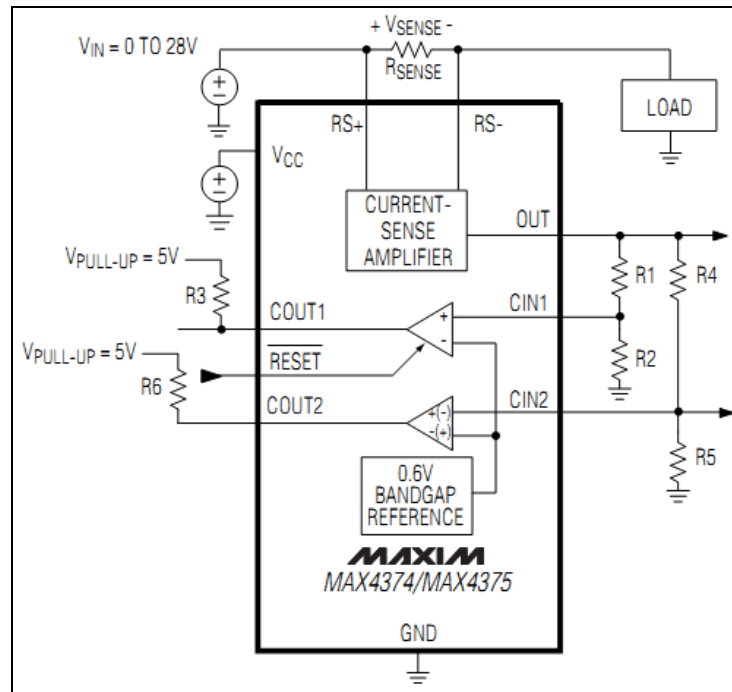 + VSENSE -
VIN = 0 TO 28V
RSENSE
LOAD
RS+
RS-
VCC
CURRENT-
SENSE
AMPLIFIER
OUT
VPULL-UP = 5V
R3
R1
R4
COUT1
CIN1
+
-
R2
VPULL-UP = 5V
RESET
R6
COUT2
CIN2
+(-)
-(+)
R5
0.6V
BANDGAP
REFERENCE
MAXIM
MAX4374/MAX4375
GND